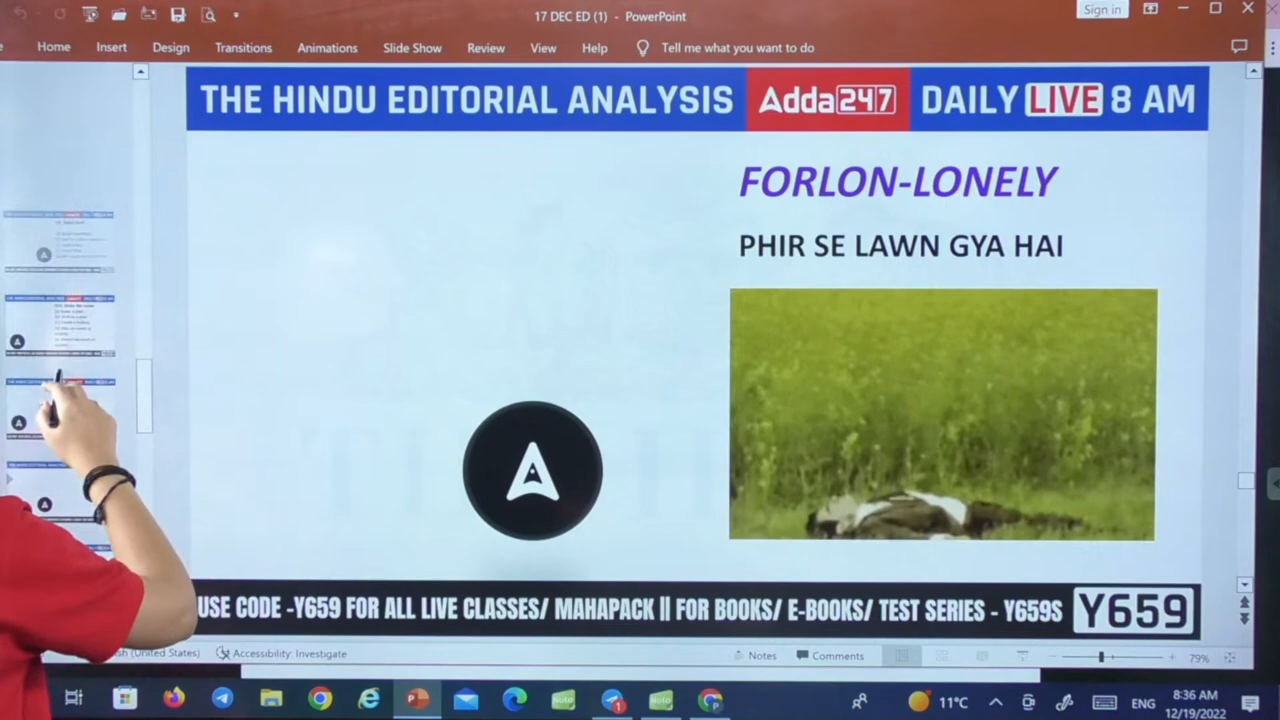 17 DEC ED (1) - PowerPoint
Sign in
Home Insert Design Transitions Animations Slide Show Review View Help Tell me what you want to do
THE HINDU EDITORIAL ANALYSIS Adda247 DAILY LIVE 8 AM
FORLON-LONELY
PHIR SE LAWN GYA HAI
USE CODE -Y659 FOR ALL LIVE CLASSES/ MAHAPACK || FOR BOOKS/ E-BOOKS/ TEST SERIES - Y659S Y659
(United States) Accessibility: Investigate Notes Comments 79%
11°C ENG 8:36 AM
12/19/2022